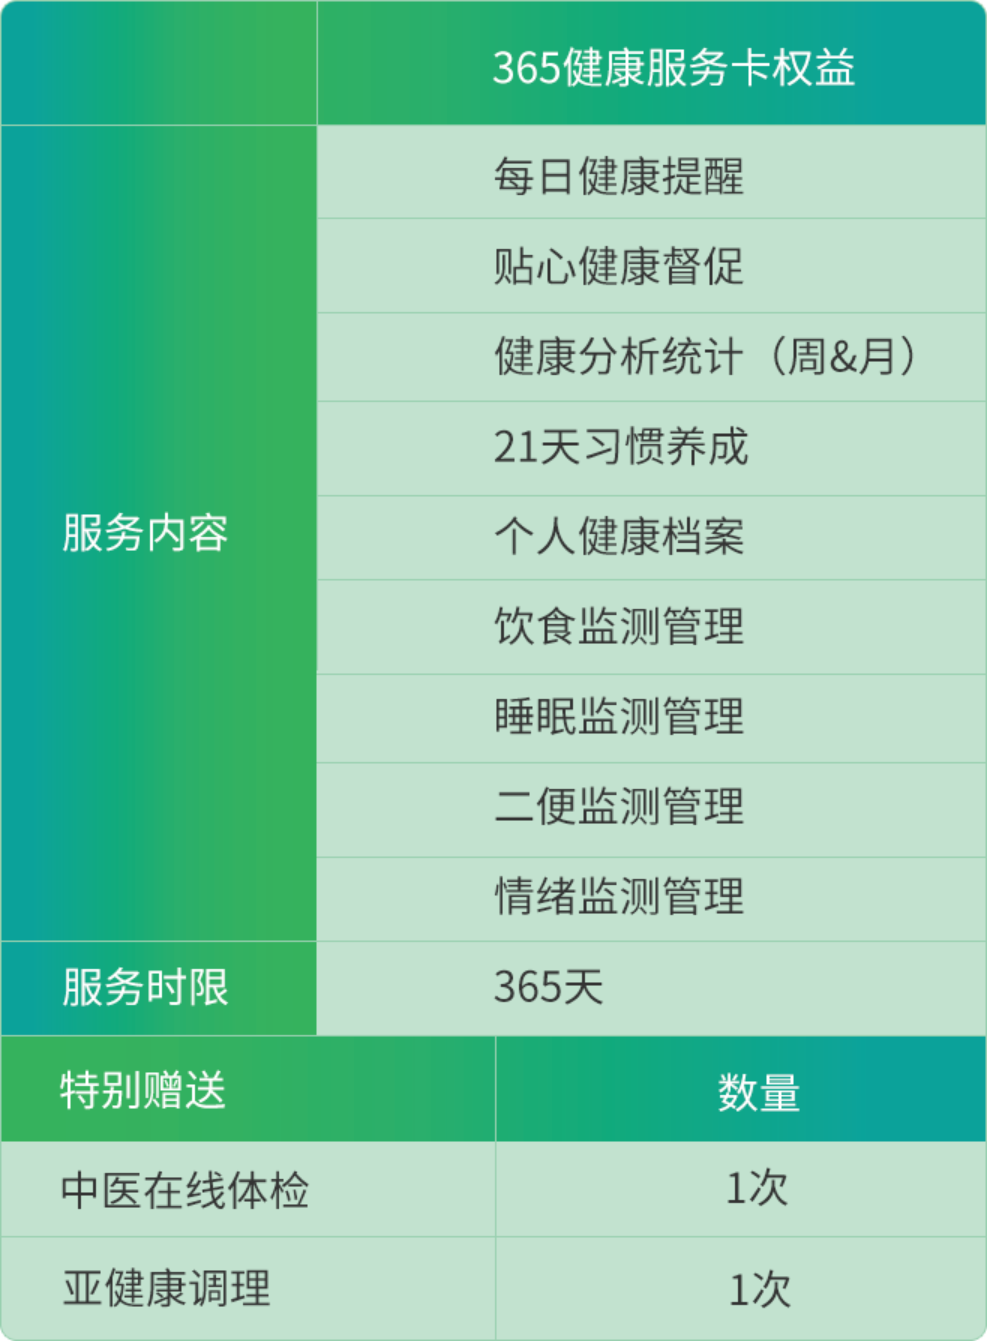 365健康服务卡权益
服务内容
每日健康提醒
贴心健康督促
健康分析统计（周&月）
21天习惯养成
个人健康档案
饮食监测管理
睡眠监测管理
二便监测管理
情绪监测管理
服务时限
365天
特别赠送
数量
中医在线体检
1次
亚健康调理
1次